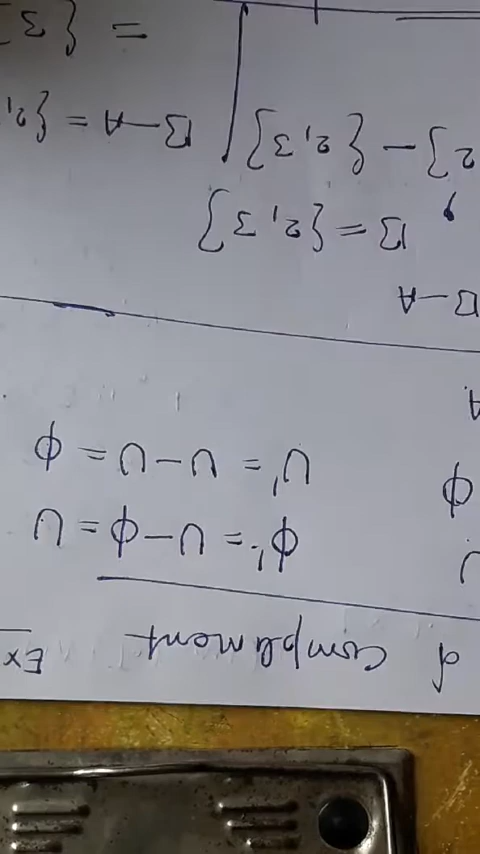 of Complement Ex
φ' = U - φ = U
φ U' = U - U = φ
A
B - A
, B = {2, 3}
2} - {2, 3} B - A = {2,
= {3